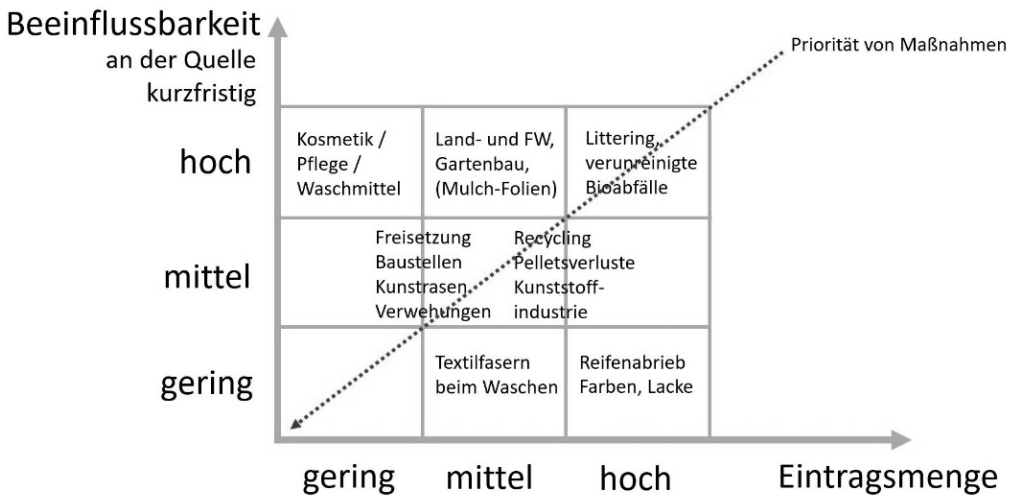 Beeinflussbarkeit
an der Quelle
kurzfristig
Priorität von Maßnahmen
hoch
Kosmetik /
Pflege /
Waschmittel
Land- und FW,
Gartenbau,
(Mulch-Folien)
Littering,
verunreinigte
Bioabfälle
mittel
Freisetzung
Baustellen
Kunstrasen
Verwehungen
Recycling
Pelletsverluste
Kunststoff-
industrie
gering
Textilfasern
beim Waschen
Reifenabrieb
Farben, Lacke
gering
mittel
hoch
Eintragsmenge